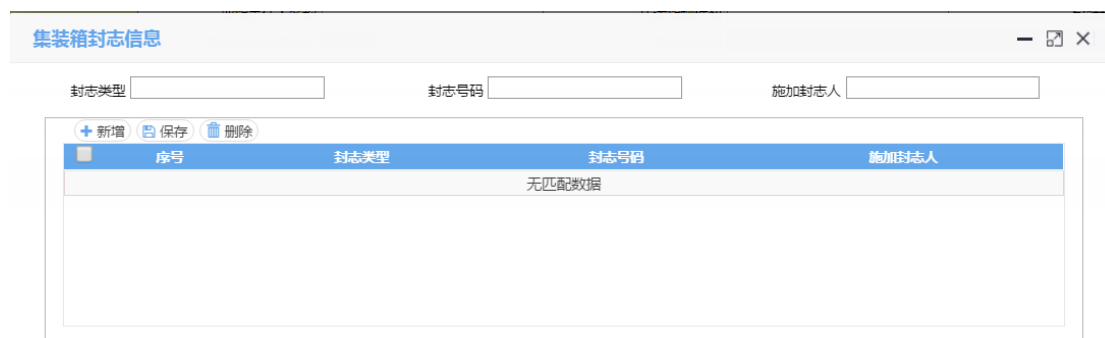 集装箱封志信息
封志类型 封志号码 施加封志人
新增 保存 删除
序号 封志类型 封志号码 施加封志人
无匹配数据